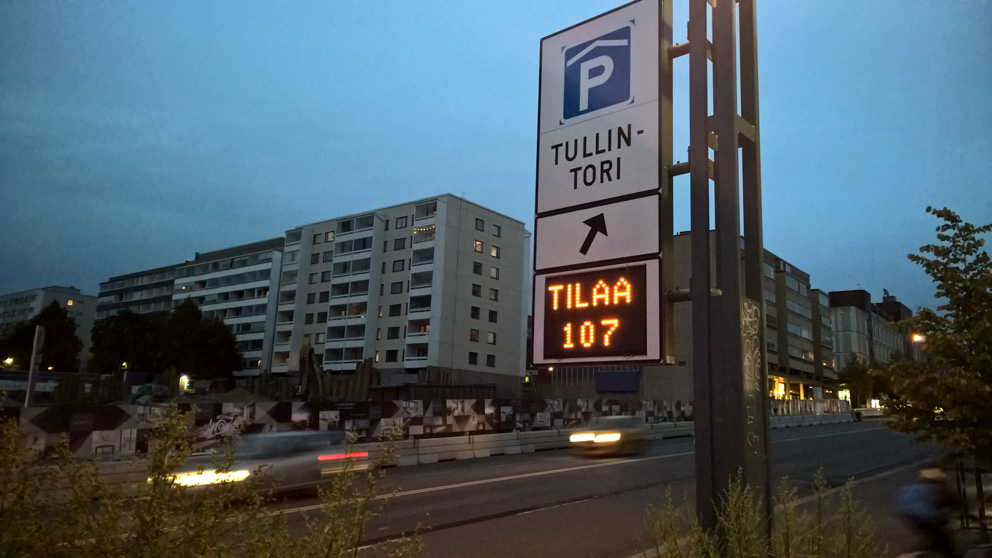 P
TULLIN-
TORI
TILAA
107